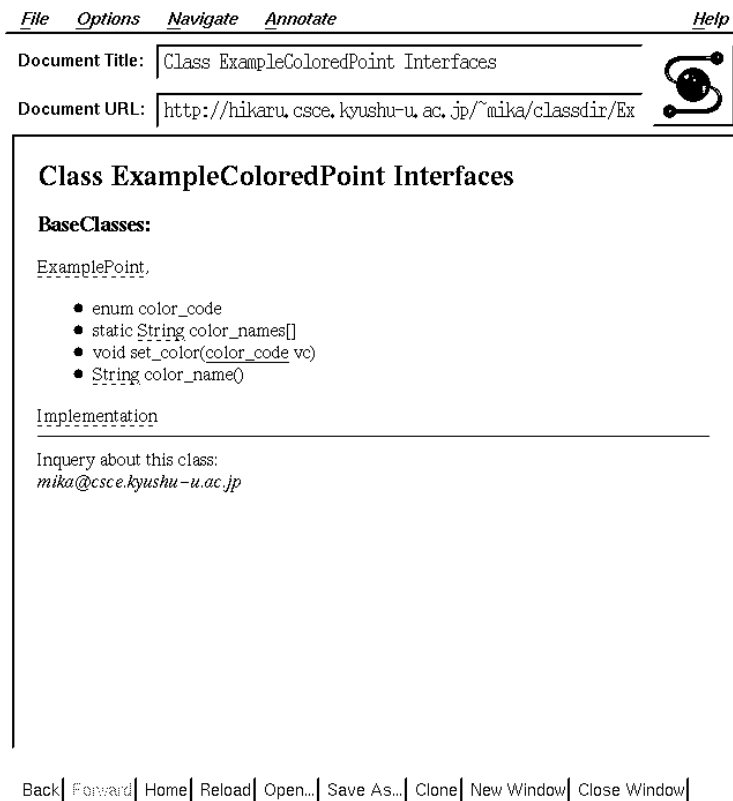 File Options Navigate Annotate Help
Document Title: Class ExampleColoredPoint Interfaces
Document URL: http://hikaru.csce.kyushu-u.ac.jp/~mika/classdir/Ex
Class ExampleColoredPoint Interfaces
BaseClasses:
ExamplePoint,
● enum color_code
● static String color_names[]
● void set_color(color_code vc)
● String color_name()
Implementation
Inquery about this class:
mika@csce.kyushu-u.ac.jp
Back Forward Home Reload Open... Save As... Clone New Window Close Window